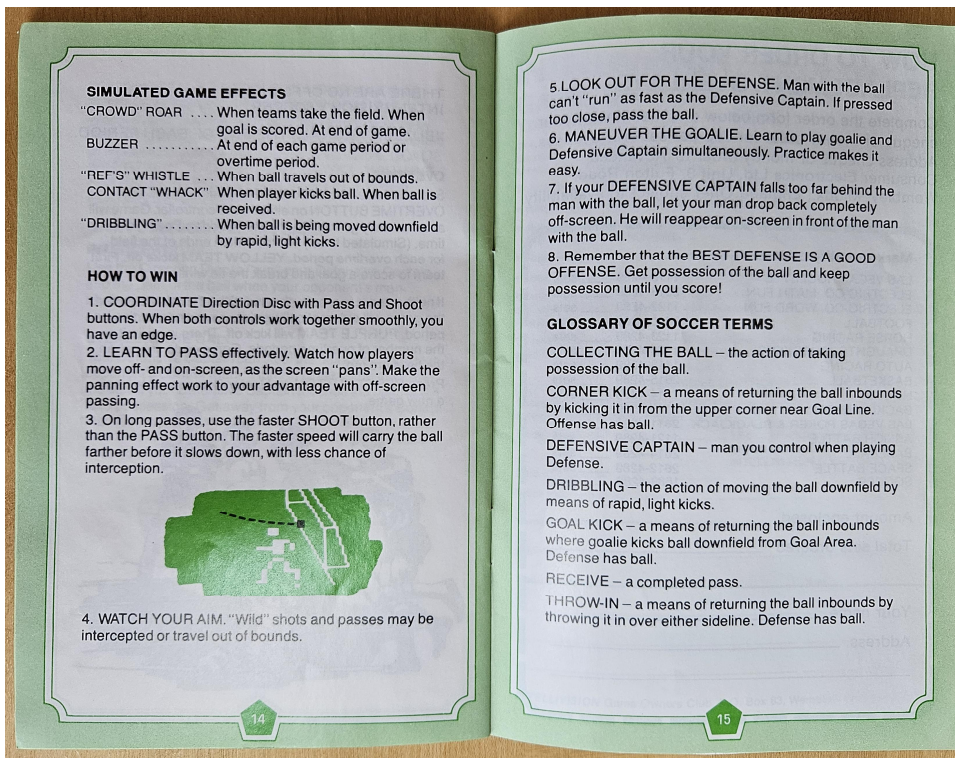 SIMULATED GAME EFFECTS
"CROWD" ROAR .... When teams take the field. When
goal is scored. At end of game.
BUZZER ........... At end of each game period or
overtime period.
"REF'S" WHISTLE ... When ball travels out of bounds.
CONTACT "WHACK" When player kicks ball. When ball is
received.
"DRIBBLING" ........ When ball is being moved downfield
by rapid, light kicks.
HOW TO WIN
1. COORDINATE Direction Disc with Pass and Shoot
buttons. When both controls work together smoothly, you
have an edge.
2. LEARN TO PASS effectively. Watch how players
move off- and on-screen, as the screen "pans". Make the
panning effect work to your advantage with off-screen
passing.
3. On long passes, use the faster SHOOT button, rather
than the PASS button. The faster speed will carry the ball
farther before it slows down, with less chance of
interception.
4. WATCH YOUR AIM. "Wild" shots and passes may be
intercepted or travel out of bounds.
14
5.LOOK OUT FOR THE DEFENSE. Man with the ball
can't "run" as fast as the Defensive Captain. If pressed
too close, pass the ball.
6. MANEUVER THE GOALIE. Learn to play goalie and
Defensive Captain simultaneously. Practice makes it
easy.
7. If your DEFENSIVE CAPTAIN falls too far behind the
man with the ball, let your man drop back completely
off-screen. He will reappear on-screen in front of the man
with the ball.
8. Remember that the BEST DEFENSE IS A GOOD
OFFENSE. Get possession of the ball and keep
possession until you score!
GLOSSARY OF SOCCER TERMS
COLLECTING THE BALL – the action of taking
possession of the ball.
CORNER KICK – a means of returning the ball inbounds
by kicking it in from the upper corner near Goal Line.
Offense has ball.
DEFENSIVE CAPTAIN – man you control when playing
Defense.
DRIBBLING – the action of moving the ball downfield by
means of rapid, light kicks.
GOAL KICK – a means of returning the ball inbounds
where goalie kicks ball downfield from Goal Area.
Defense has ball.
RECEIVE – a completed pass.
THROW-IN – a means of returning the ball inbounds by
throwing it in over either sideline. Defense has ball.
15